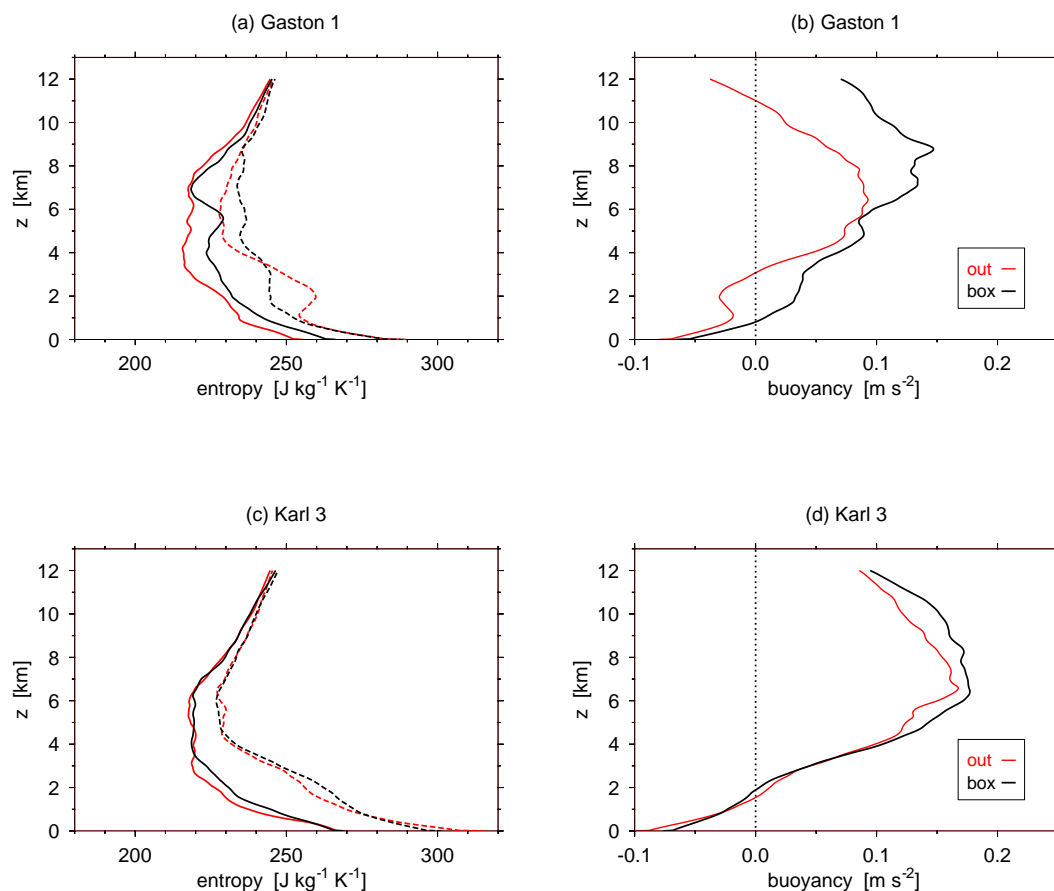 (a) Gaston 1
(b) Gaston 1
12
10
8
6
4
2
0
z [km]
200
250
300
entropy [J kg-1 K-1]
12
10
8
6
4
2
0
z [km]
-0.1
0.0
0.1
0.2
buoyancy [m s-2]
out
box
(c) Karl 3
(d) Karl 3
12
10
8
6
4
2
0
z [km]
200
250
300
entropy [J kg-1 K-1]
12
10
8
6
4
2
0
z [km]
-0.1
0.0
0.1
0.2
buoyancy [m s-2]
out
box